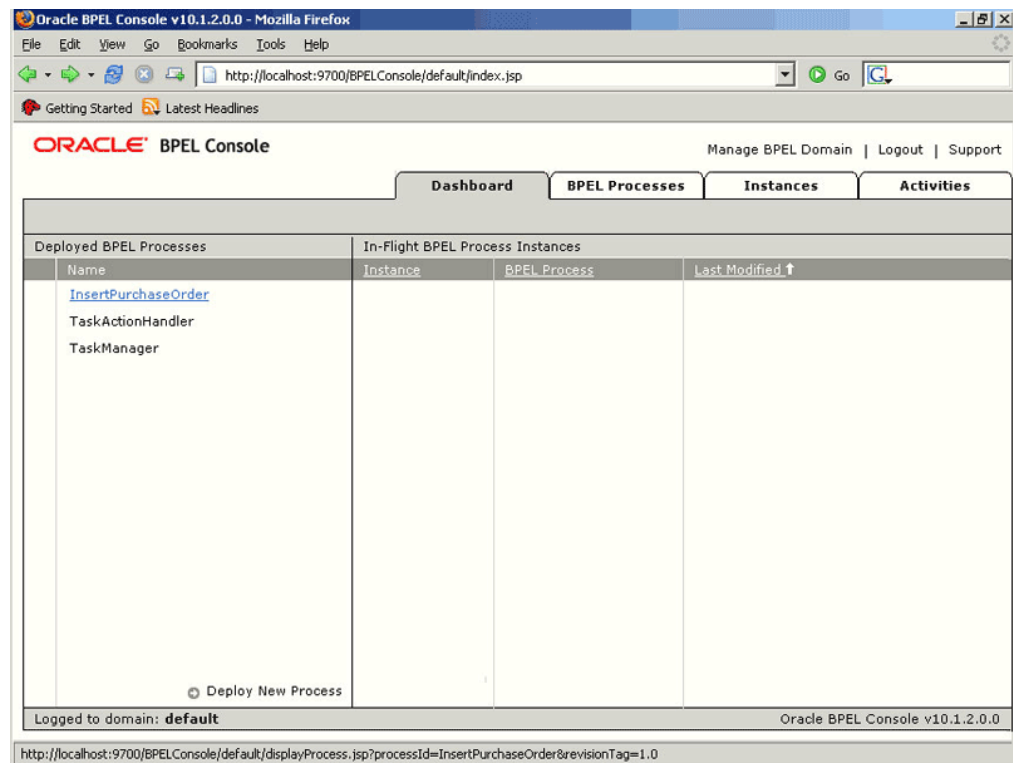 Oracle BPEL Console v10.1.2.0.0 - Mozilla Firefox
File Edit View Go Bookmarks Tools Help
http://localhost:9700/BPELConsole/default/index.jsp Go G
Getting Started Latest Headlines
ORACLE BPEL Console
Manage BPEL Domain | Logout | Support
Dashboard BPEL Processes Instances Activities
Deployed BPEL Processes In-Flight BPEL Process Instances
Name Instance BPEL Process Last Modified
InsertPurchaseOrder
TaskActionHandler
TaskManager
Deploy New Process
Logged to domain: default Oracle BPEL Console v10.1.2.0.0
http://localhost:9700/BPELConsole/default/displayProcess.jsp?processId=InsertPurchaseOrder&revisionTag=1.0